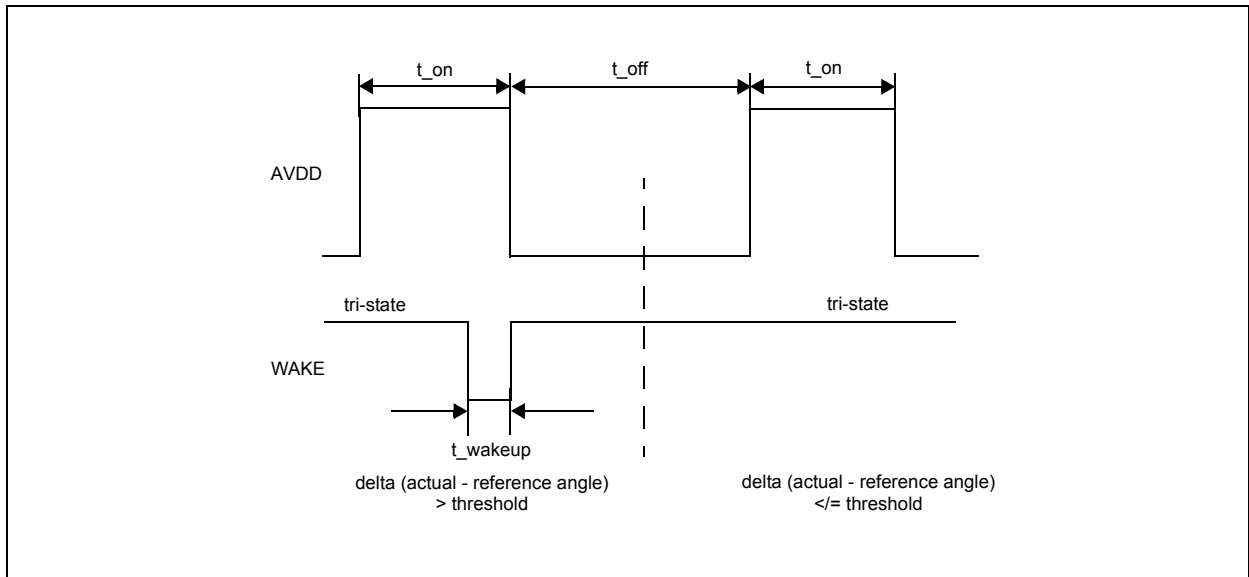 t_on
t_off
t_on
AVDD
tri-state
tri-state
WAKE
t_wakeup
delta (actual - reference angle)
> threshold
delta (actual - reference angle)
</= threshold